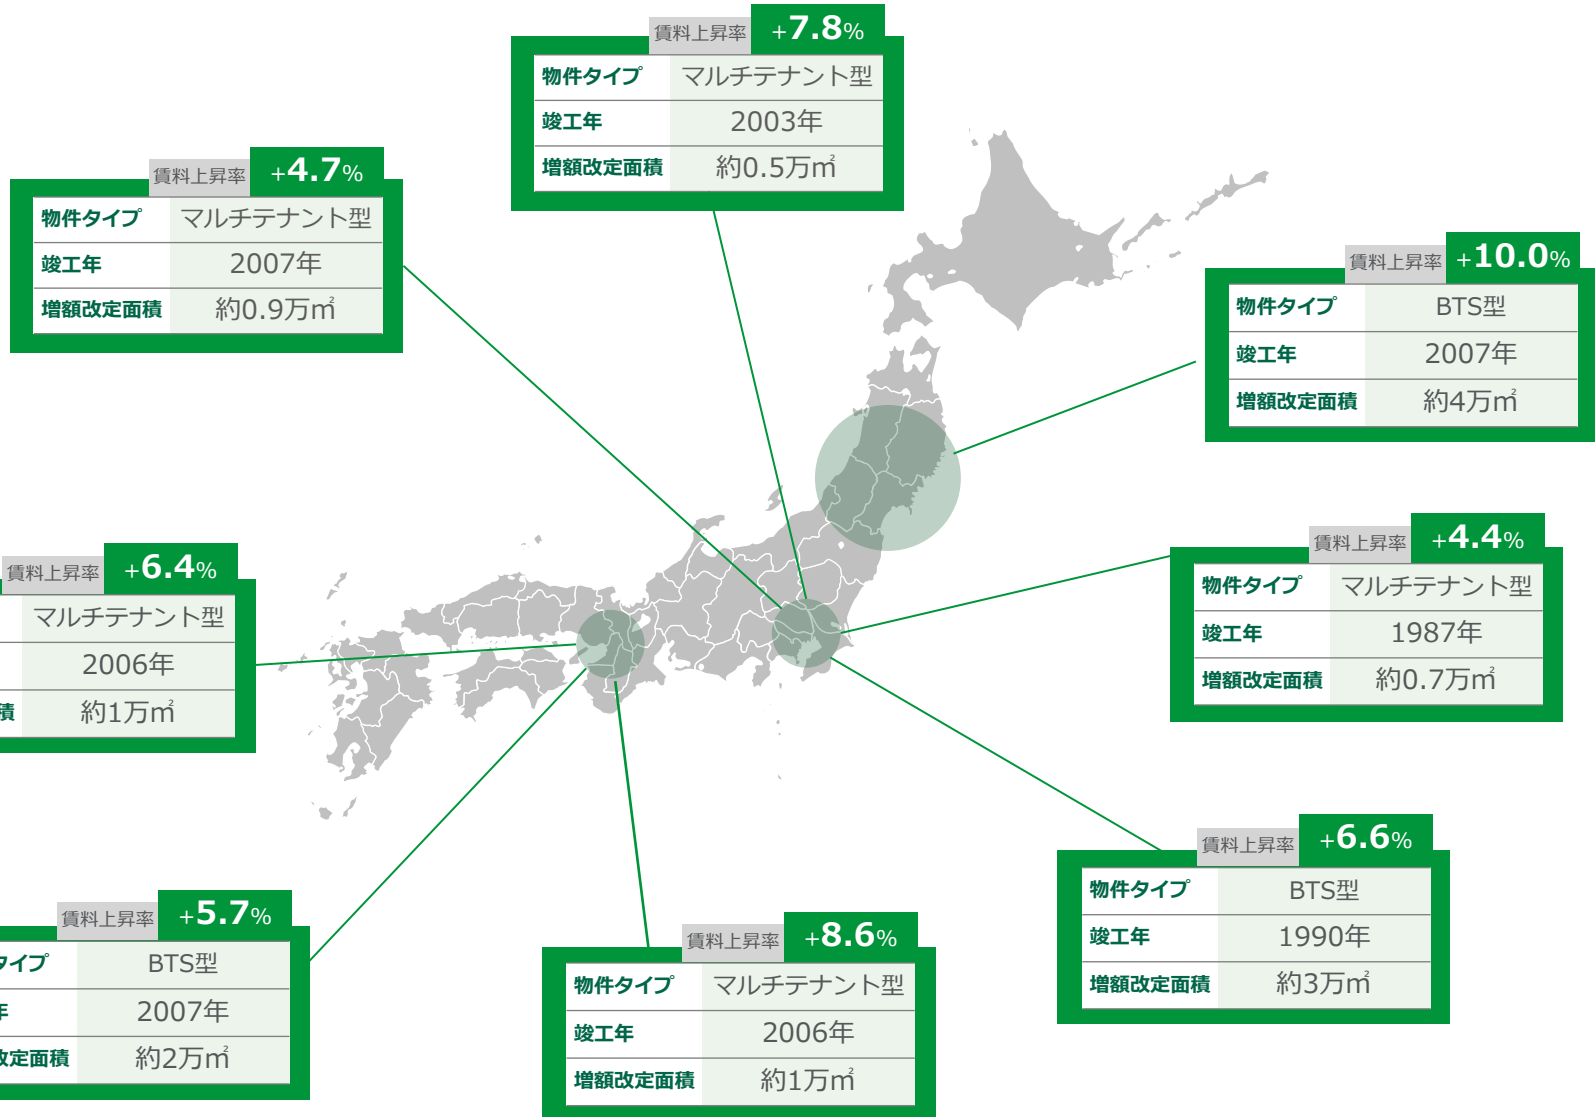 賃料上昇率 +7.8%
物件タイプ マルチテナント型
竣工年 2003年
増額改定面積 約0.5万㎡
賃料上昇率 +4.7%
物件タイプ マルチテナント型
竣工年 2007年
増額改定面積 約0.9万㎡
賃料上昇率 +10.0%
物件タイプ BTS型
竣工年 2007年
増額改定面積 約4万㎡
賃料上昇率 +4.4%
物件タイプ マルチテナント型
竣工年 1987年
増額改定面積 約0.7万㎡
賃料上昇率 +6.4%
マルチテナント型
2006年
積 約1万㎡
賃料上昇率 +6.6%
物件タイプ BTS型
竣工年 1990年
増額改定面積 約3万㎡
賃料上昇率 +5.7%
タイプ BTS型
年 2007年
改定面積 約2万㎡
賃料上昇率 +8.6%
物件タイプ マルチテナント型
竣工年 2006年
増額改定面積 約1万㎡